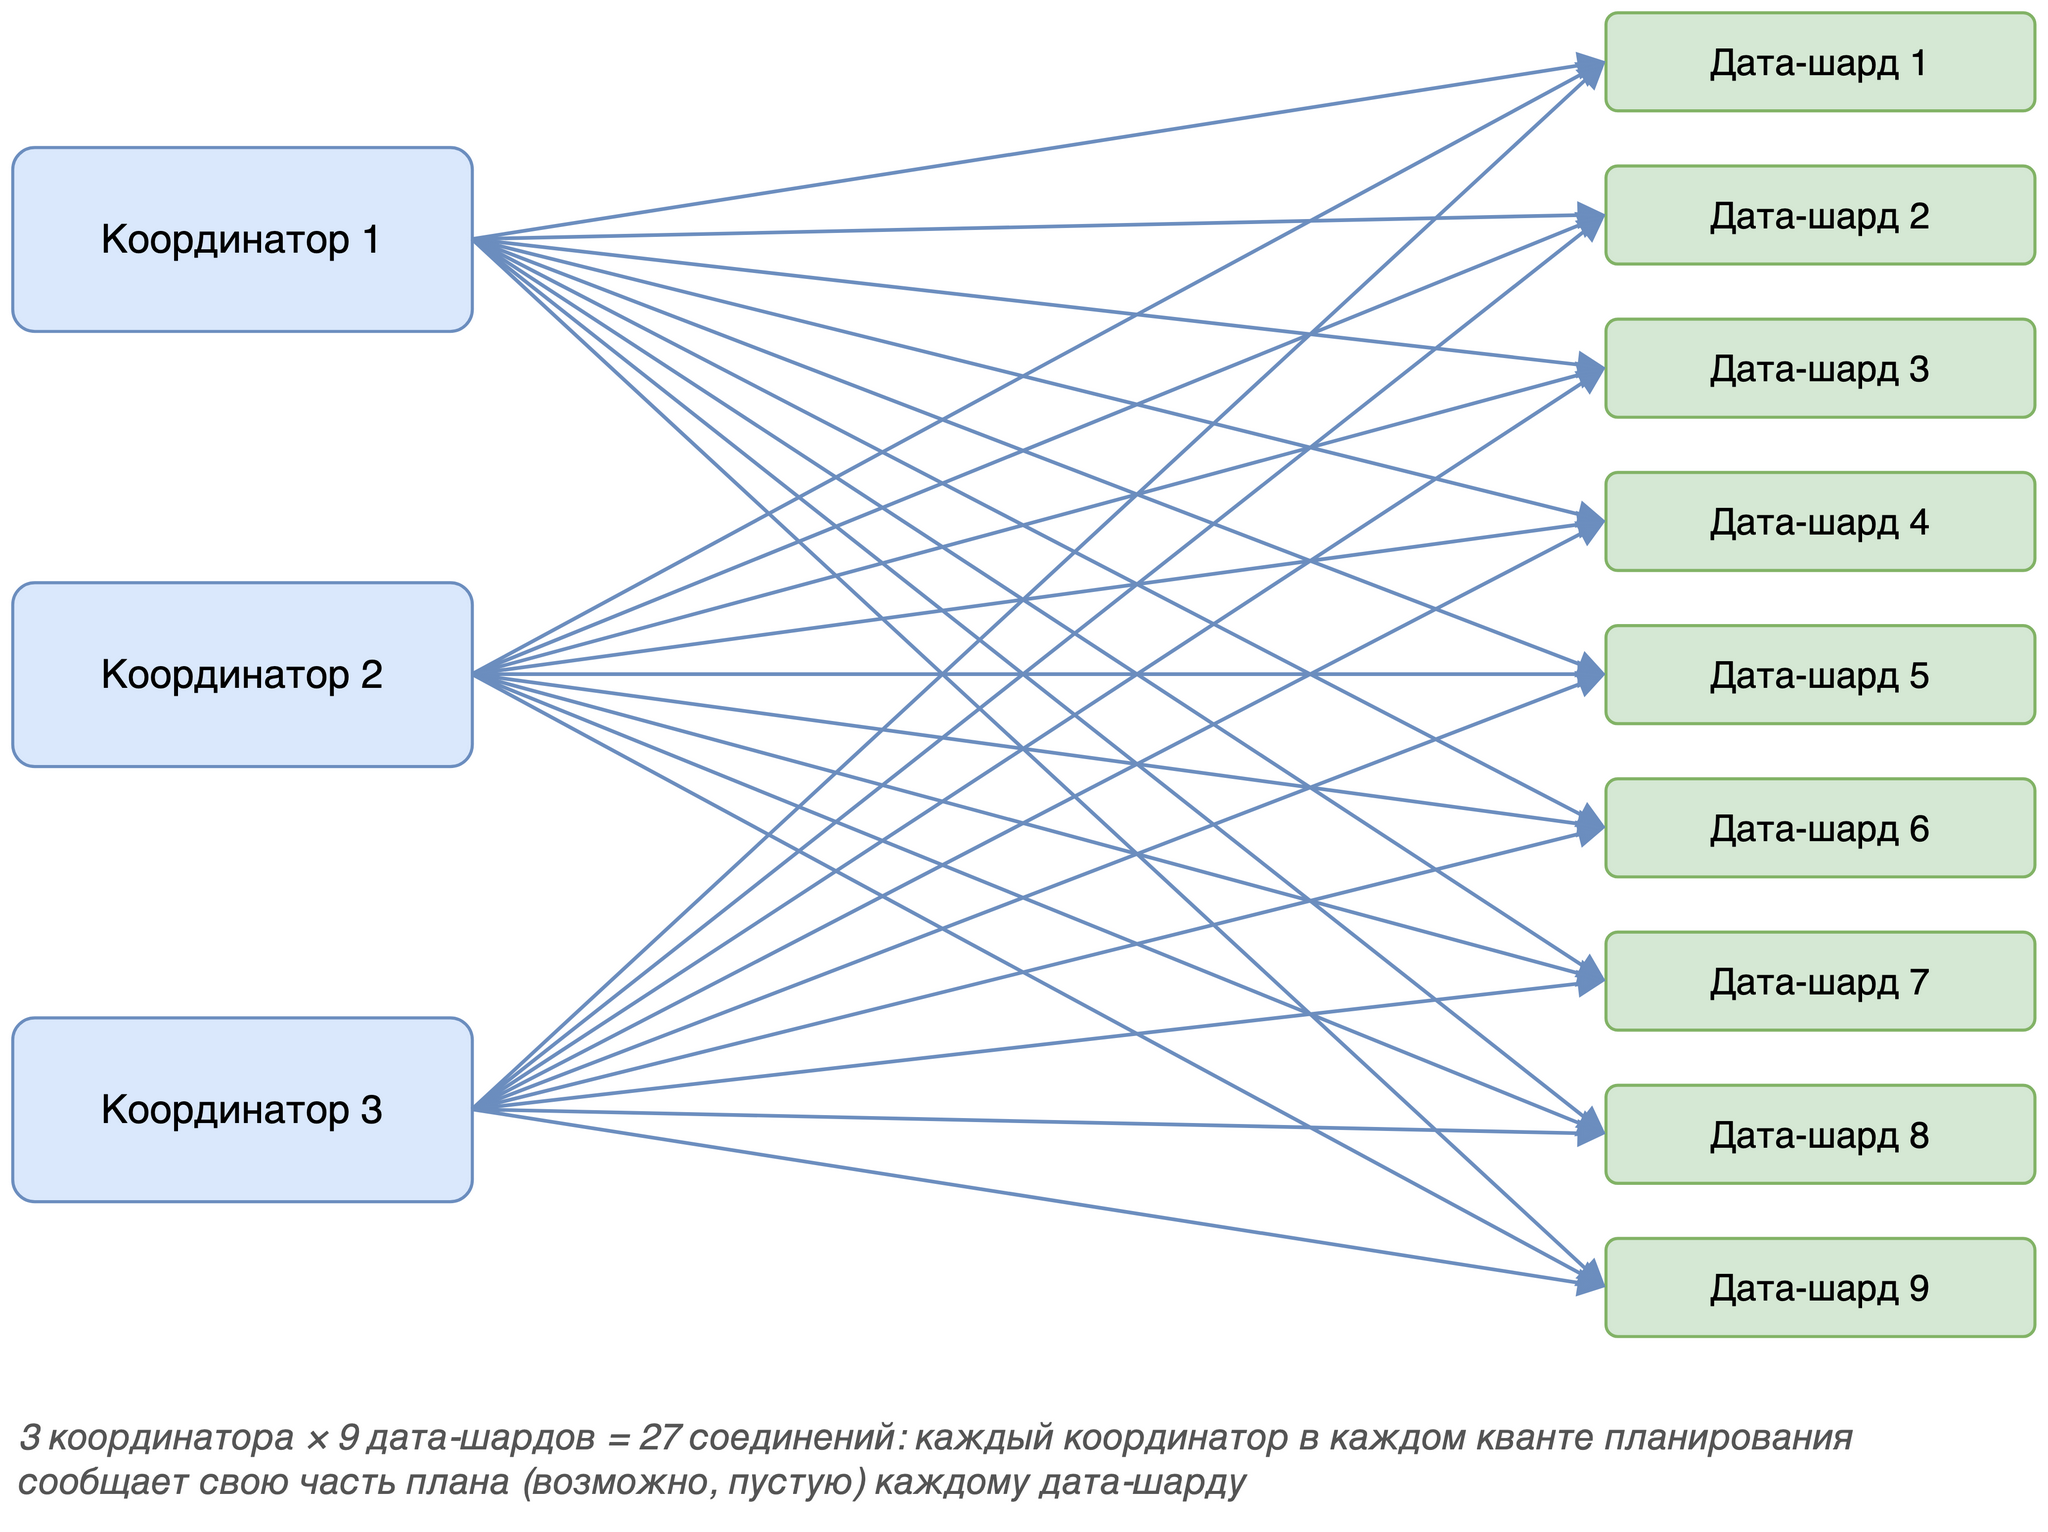 Координатор 1
Координатор 2
Координатор 3
Дата-шард 1
Дата-шард 2
Дата-шард 3
Дата-шард 4
Дата-шард 5
Дата-шард 6
Дата-шард 7
Дата-шард 8
Дата-шард 9
3 координатора × 9 дата-шардов = 27 соединений: каждый координатор в каждом кванте планирования
сообщает свою часть плана (возможно, пустую) каждому дата-шарду